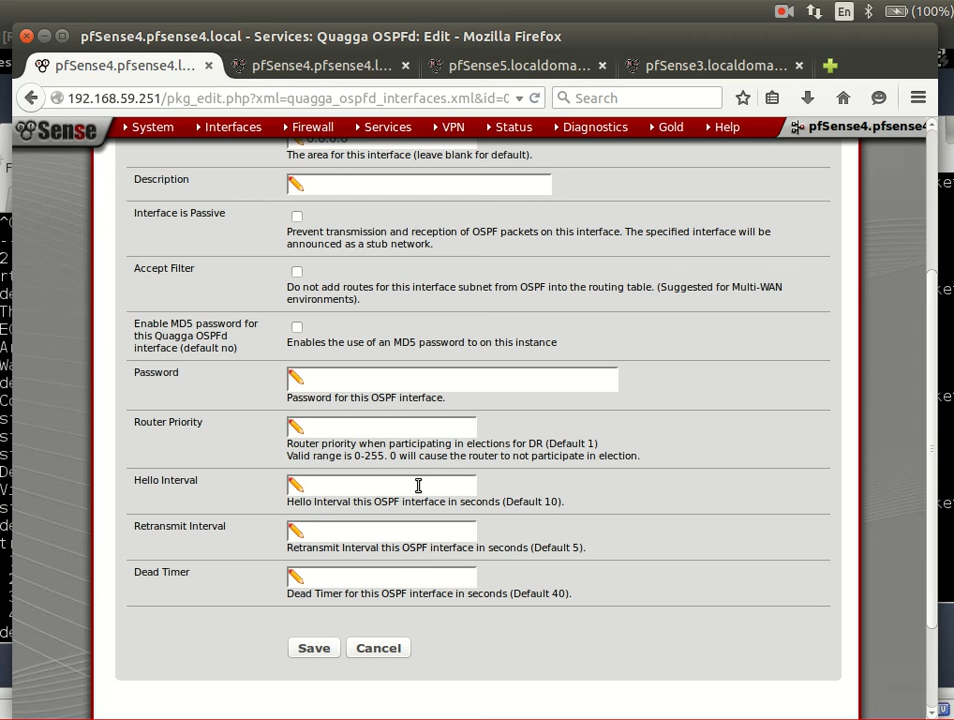 En
(100%)
pfSense4.pfsense4.local - Services: Quagga OSPFd: Edit - Mozilla Firefox
pfSense4.pfsense4.l... × pfSense4.pfsense4.l... × pfSense5.localdoma... × pfSense3.localdoma... ×
192.168.59.251/pkg_edit.php?xml=quagga_ospfd_interfaces.xml&id=0
Search
Sense
System Interfaces Firewall Services VPN Status Diagnostics Gold Help
pfSense4.pfsense4
0.0.0.0
The area for this interface (leave blank for default).
Description
Interface is Passive
Prevent transmission and reception of OSPF packets on this interface. The specified interface will be
announced as a stub network.
Accept Filter
Do not add routes for this interface subnet from OSPF into the routing table. (Suggested for Multi-WAN
environments).
Enable MD5 password for
this Quagga OSPFd
interface (default no)
Enables the use of an MD5 password to on this instance
Password
Password for this OSPF interface.
Router Priority
Router priority when participating in elections for DR (Default 1)
Valid range is 0-255. 0 will cause the router to not participate in election.
Hello Interval
Hello Interval this OSPF interface in seconds (Default 10).
Retransmit Interval
Retransmit Interval this OSPF interface in seconds (Default 5).
Dead Timer
Dead Timer for this OSPF interface in seconds (Default 40).
Save Cancel